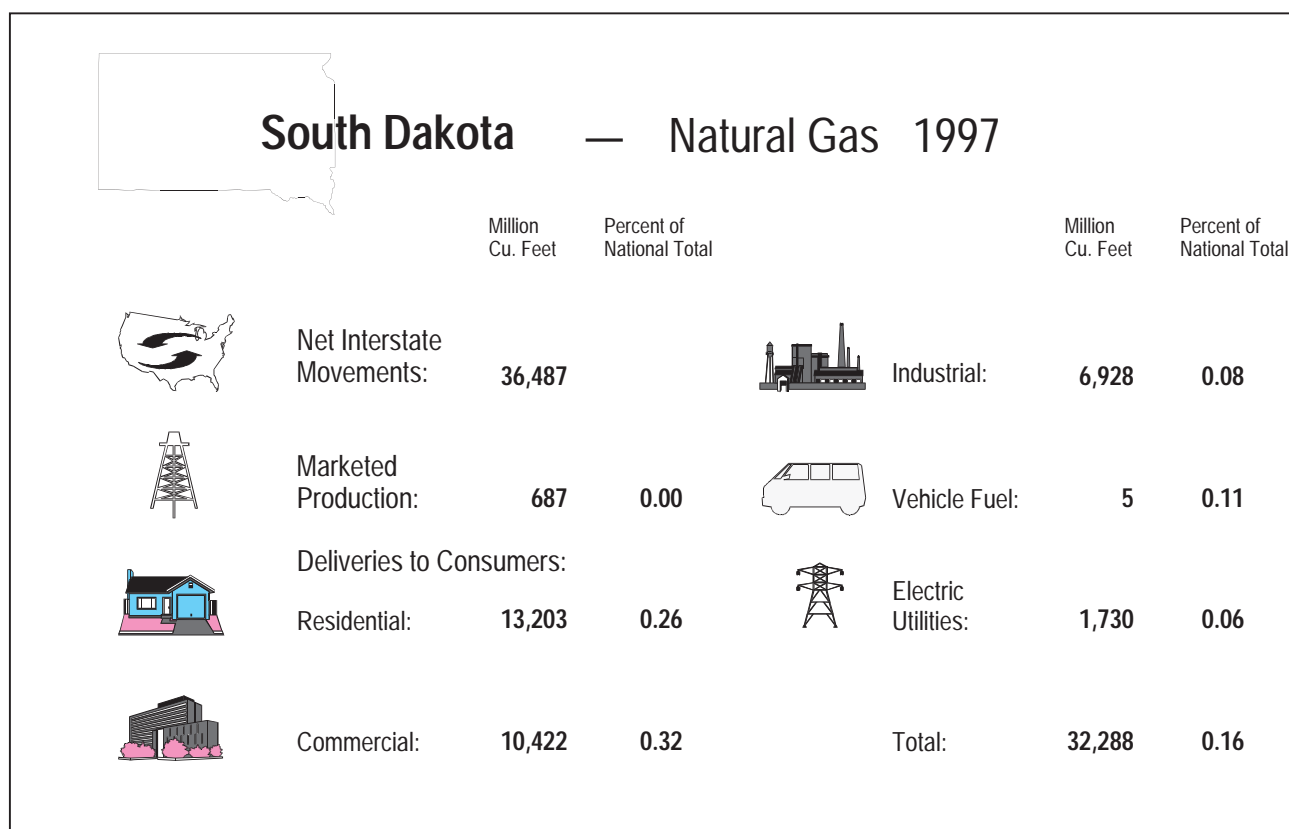 South Dakota — Natural Gas 1997
Million Cu. Feet
Percent of National Total
Million Cu. Feet
Percent of National Total
Net Interstate
Movements: 36,487
Industrial: 6,928 0.08
Marketed
Production: 687 0.00
Vehicle Fuel: 5 0.11
Deliveries to Consumers:
Residential: 13,203 0.26
Electric
Utilities: 1,730 0.06
Commercial: 10,422 0.32
Total: 32,288 0.16